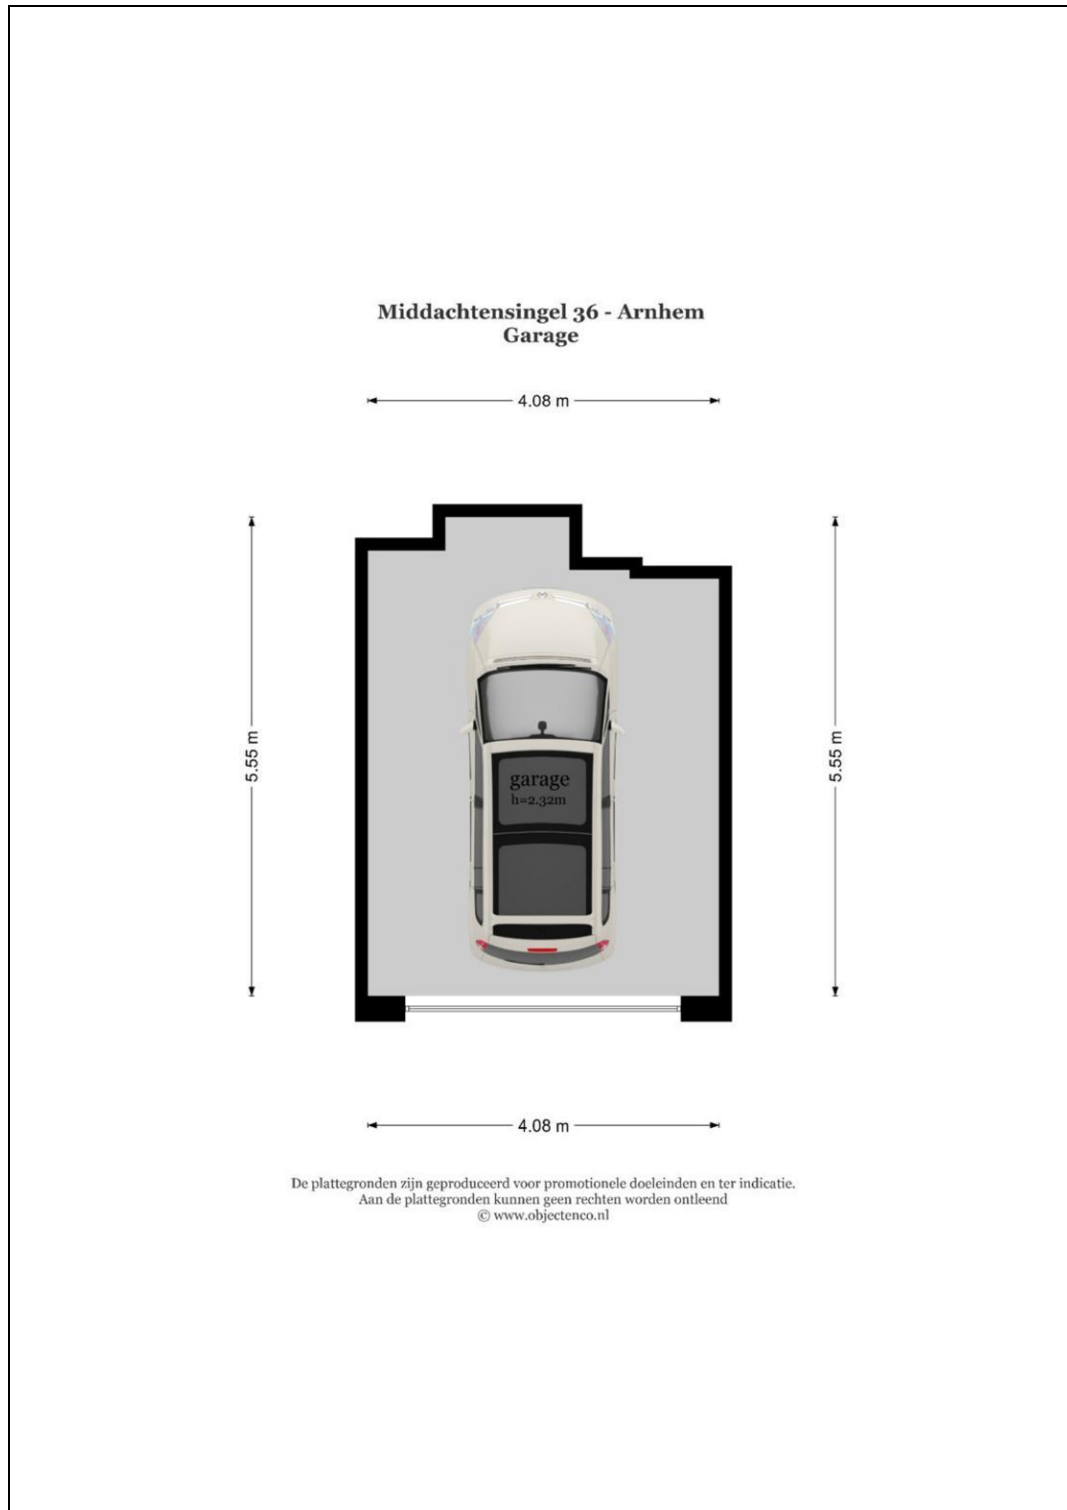 Middachtensingel 36 - Arnhem
Garage
4.08 m
5.55 m
5.55 m
garage
h=2.32m
4.08 m
De plattegronden zijn geproduceerd voor promotionele doeleinden en ter indicatie.
Aan de plattegronden kunnen geen rechten worden ontleend
© www.objectenco.nl